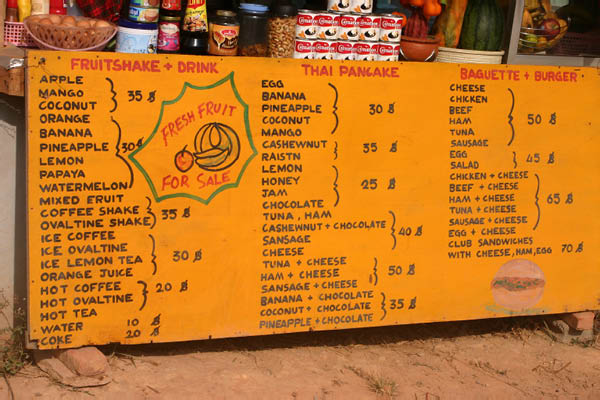 FRUITSHAKE + DRINK
ARPLE
MANGO
COCONUT
35 ฿
ORANGE
BANANA
PINEAPPLE
LEMON
PAPAYA
WATERMELON
30 ฿
MIXED FRUIT
COFFEE SHAKE
OVALTINE SHAKE
35 ฿
ICE COFFEE
ICE OVALTINE
ICE LEMON TEA
ORANGE JUICE
30 ฿
HOT COFFEE
HOT OVALTINE
HOT TEA
20 ฿
WATER 10 ฿
COKE 20 ฿
FRESH FRUIT
FOR SALE
THAI PANCAKE
EGG
BANANA
PINEAPPLE
COCONUT
MANGO
30 ฿
CASHEWNUT
RAISTN
35 ฿
LEMON
HONEY
JAM
CHOCOLATE
25 ฿
TUNA, HAM
CASHEWNUT + CHOCOLATE
SANSAGE
CHEESE
40 ฿
TUNA + CHEESE
HAM + CHEESE
SANSAGE + CHEESE
50 ฿
BANANA + CHOCOLATE
COCONUT + CHOCOLATE
PINEAPPLE + CHOCOLATE
35 ฿
BAGUETTE + BURGER
CHEESE
CHICKEN
BEEF
HAM
TUNA
SAUSAGE
50 ฿
EGG
SALAD
45 ฿
CHICKEN + CHEESE
BEEF + CHEESE
HAM + CHEESE
TUNA + CHEESE
SAUSAGE + CHEESE
EGG + CHEESE
65 ฿
CLUB SANDWICHES
WITH CHEESE, HAM, EGG 70 ฿